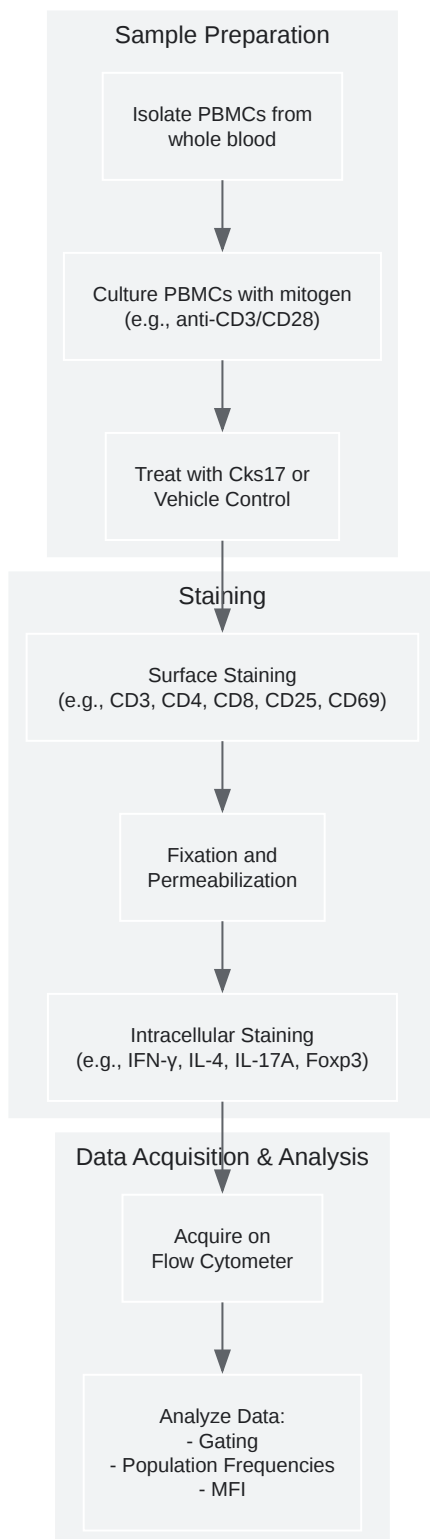 Sample Preparation
Isolate PBMCs from
whole blood
Culture PBMCs with mitogen
(e.g., anti-CD3/CD28)
Treat with Cks17 or
Vehicle Control
Staining
Surface Staining
(e.g., CD3, CD4, CD8, CD25, CD69)
Fixation and
Permeabilization
Intracellular Staining
(e.g., IFN-γ, IL-4, IL-17A, Foxp3)
Data Acquisition & Analysis
Acquire on
Flow Cytometer
Analyze Data:
- Gating
- Population Frequencies
- MFI